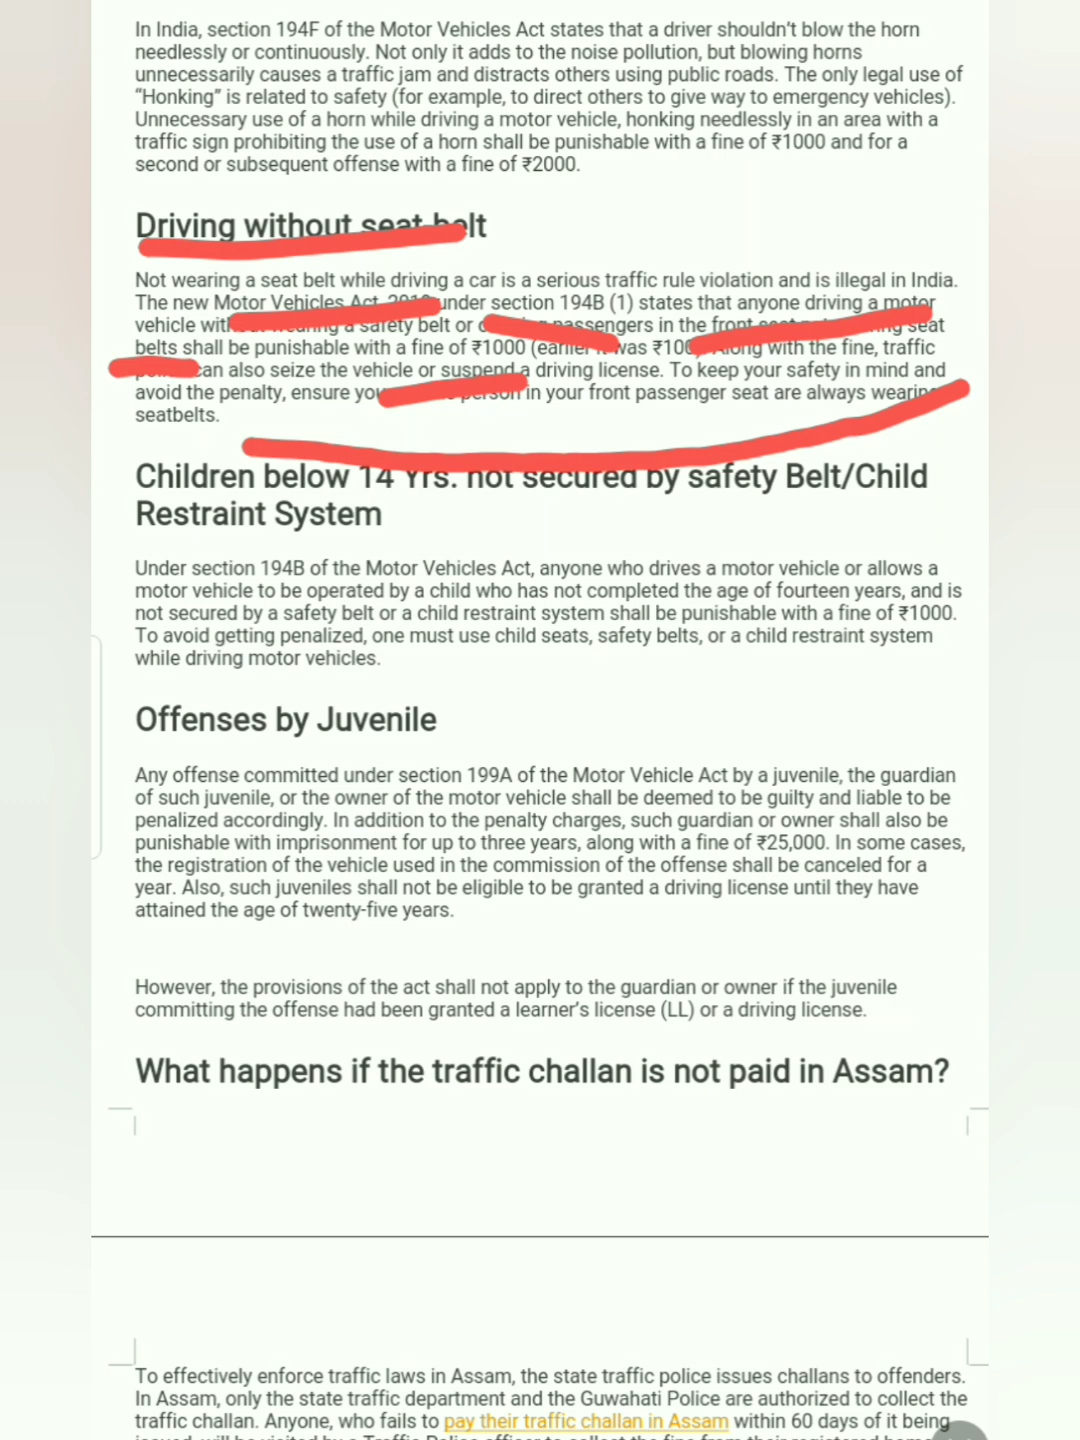 In India, section 194F of the Motor Vehicles Act states that a driver shouldn't blow the horn
needlessly or continuously. Not only it adds to the noise pollution, but blowing horns
unnecessarily causes a traffic jam and distracts others using public roads. The only legal use of
“Honking” is related to safety (for example, to direct others to give way to emergency vehicles).
Unnecessary use of a horn while driving a motor vehicle, honking needlessly in an area with a
traffic sign prohibiting the use of a horn shall be punishable with a fine of ₹1000 and for a
second or subsequent offense with a fine of ₹2000.
Driving without seat belt
Not wearing a seat belt while driving a car is a serious traffic rule violation and is illegal in India.
The new Motor Vehicles Act under section 194B (1) states that anyone driving a motor
vehicle wearing a safety belt or passengers in the front seat
belts shall be punishable with a fine of ₹1000 (earlier it was Along with the fine, traffic
can also seize the vehicle or suspend a driving license. To keep your safety in mind and
avoid the penalty, ensure person in your front passenger seat are always wearing
seatbelts.
Children below 14 Yrs. not secured by safety Belt/Child
Restraint System
Under section 194B of the Motor Vehicles Act, anyone who drives a motor vehicle or allows a
motor vehicle to be operated by a child who has not completed the age of fourteen years, and is
not secured by a safety belt or a child restraint system shall be punishable with a fine of ₹1000.
To avoid getting penalized, one must use child seats, safety belts, or a child restraint system
while driving motor vehicles.
Offenses by Juvenile
Any offense committed under section 199A of the Motor Vehicle Act by a juvenile, the guardian
of such juvenile, or the owner of the motor vehicle shall be deemed to be guilty and liable to be
penalized accordingly. In addition to the penalty charges, such guardian or owner shall also be
punishable with imprisonment for up to three years, along with a fine of ₹25,000. In some cases,
the registration of the vehicle used in the commission of the offense shall be canceled for a
year. Also, such juveniles shall not be eligible to be granted a driving license until they have
attained the age of twenty-five years.
However, the provisions of the act shall not apply to the guardian or owner if the juvenile
committing the offense had been granted a learner's license (LL) or a driving license.
What happens if the traffic challan is not paid in Assam?
To effectively enforce traffic laws in Assam, the state traffic police issues challans to offenders.
In Assam, only the state traffic department and the Guwahati Police are authorized to collect the
traffic challan. Anyone, who fails to pay their traffic challan in Assam within 60 days of it being